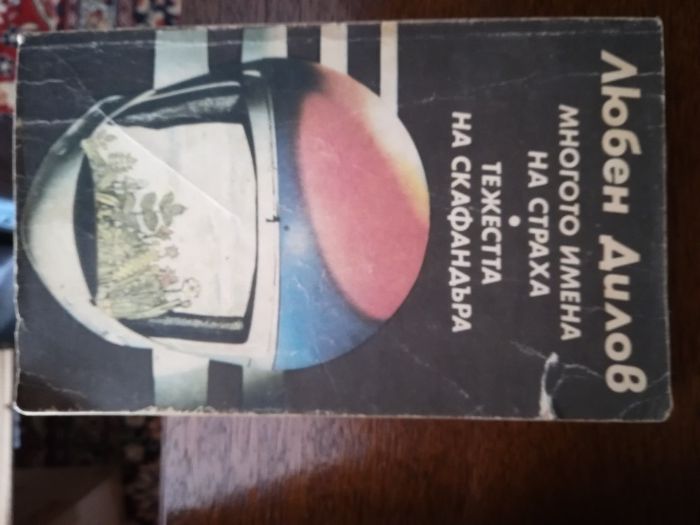 Любен Дилов
МНОГОТО ИМЕНА
НА СТРАХА
•
ТЕЖЕСТТА
НА СКАФАНДЪРА